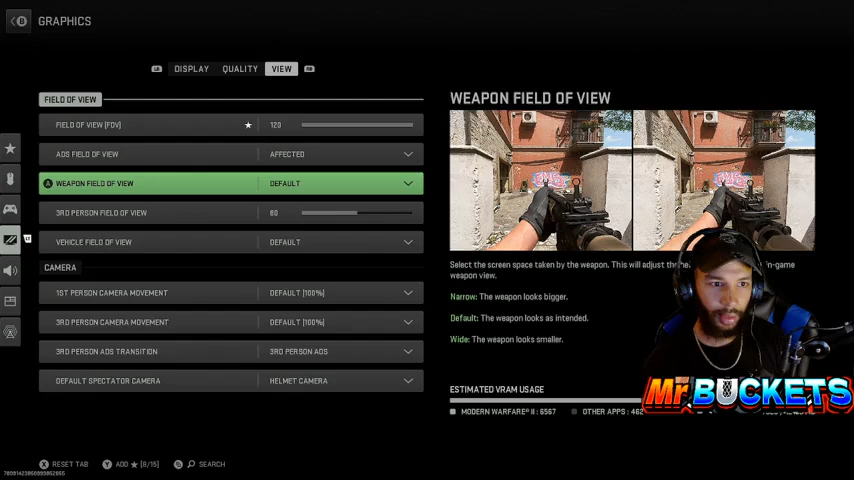 B GRAPHICS
LB DISPLAY QUALITY VIEW RB
FIELD OF VIEW
FIELD OF VIEW [FOV] 120
ADS FIELD OF VIEW AFFECTED
A WEAPON FIELD OF VIEW DEFAULT
3RD PERSON FIELD OF VIEW 80
VEHICLE FIELD OF VIEW DEFAULT
CAMERA
1ST PERSON CAMERA MOVEMENT DEFAULT [100%]
3RD PERSON CAMERA MOVEMENT DEFAULT [100%]
3RD PERSON ADS TRANSITION 3RD PERSON ADS
DEFAULT SPECTATOR CAMERA HELMET CAMERA
WEAPON FIELD OF VIEW
Select the screen space taken by the weapon. This will adjust the in-game
weapon view.
Narrow: The weapon looks bigger.
Default: The weapon looks as intended.
Wide: The weapon looks smaller.
ESTIMATED VRAM USAGE
MODERN WARFARE® II : 6567 OTHER APPS : 462
MR BUCKETS
X RESET TAB Y ADD ★ [8/15] SEARCH